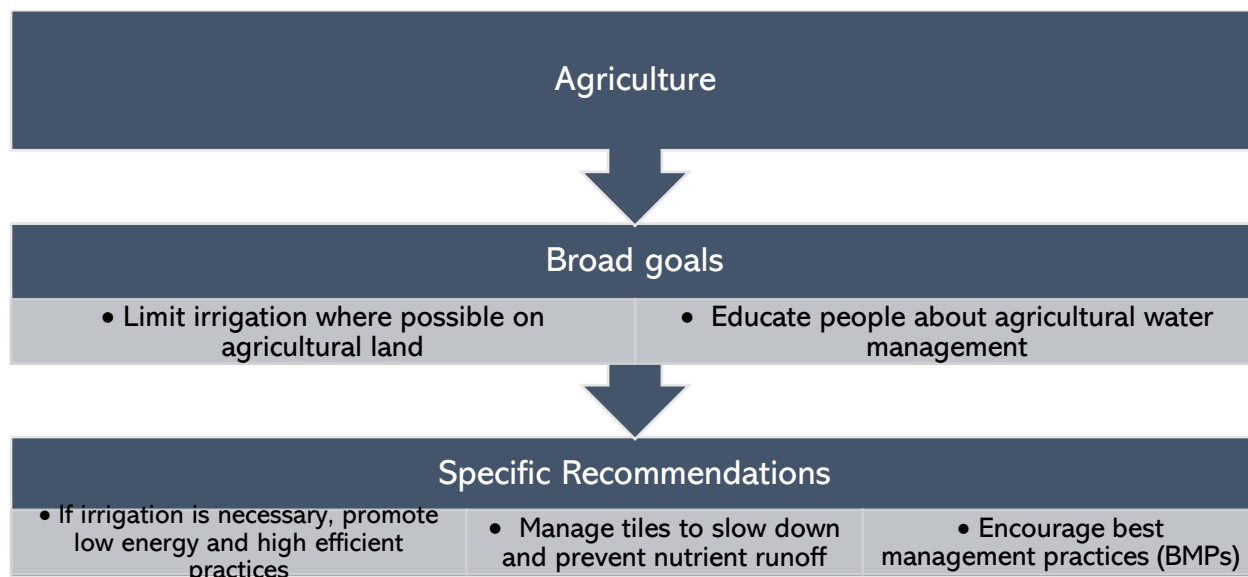 Agriculture
Broad goals
• Limit irrigation where possible on
agricultural land
• Educate people about agricultural water
management
Specific Recommendations
• If irrigation is necessary, promote
low energy and high efficient
practices
• Manage tiles to slow down
and prevent nutrient runoff
• Encourage best
management practices (BMPs)